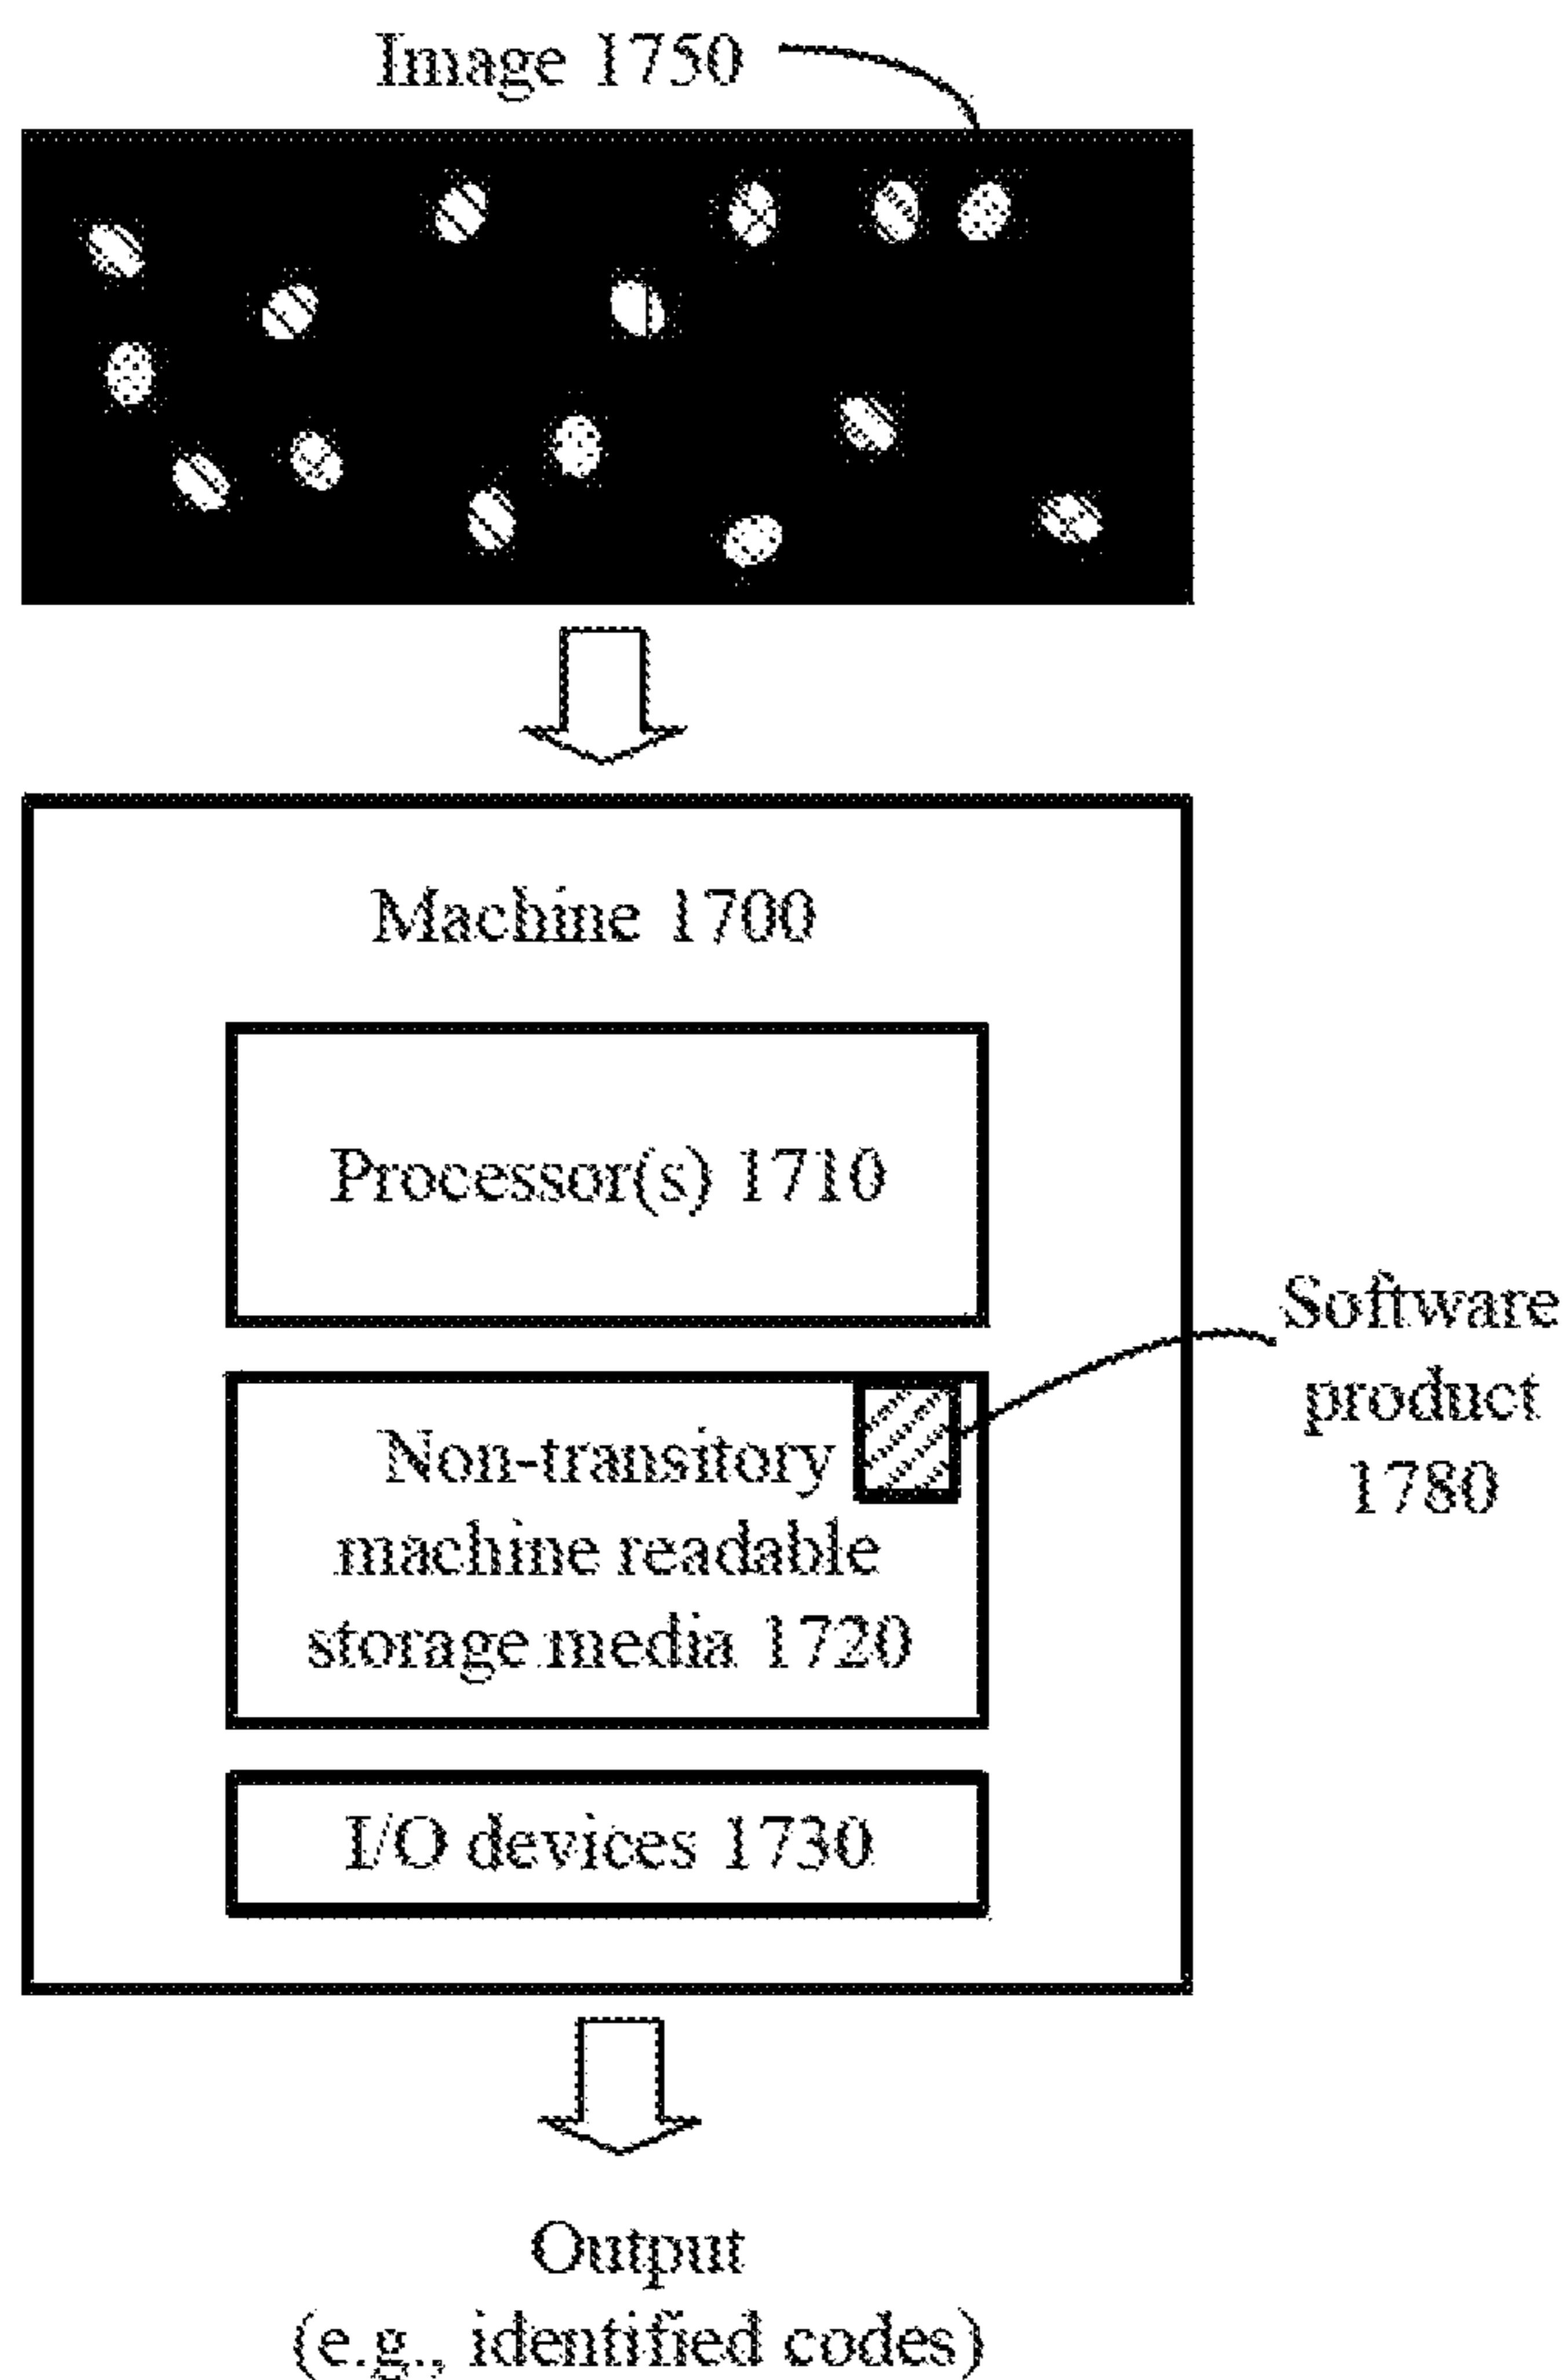 Image 1750
Machine 1700
Processor(s) 1710
Software
product
1780
Non-transitory
machine readable
storage media 1720
I/O devices 1730
Output
(e.g., identified codes)